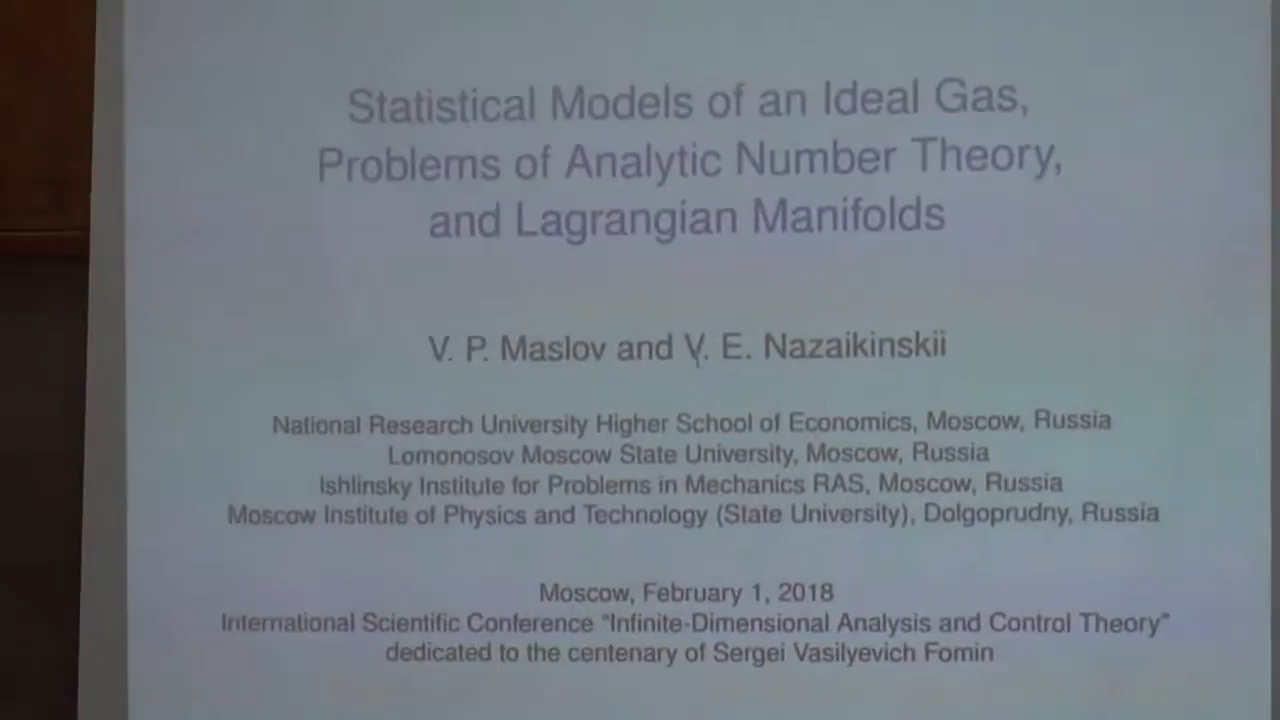 Statistical Models of an Ideal Gas,
Problems of Analytic Number Theory,
and Lagrangian Manifolds
V. P. Maslov and V. E. Nazaikinskii
National Research University Higher School of Economics, Moscow, Russia
Lomonosov Moscow State University, Moscow, Russia
Ishlinsky Institute for Problems in Mechanics RAS, Moscow, Russia
Moscow Institute of Physics and Technology (State University), Dolgoprudny, Russia
Moscow, February 1, 2018
International Scientific Conference “Infinite-Dimensional Analysis and Control Theory”
dedicated to the centenary of Sergei Vasilyevich Fomin